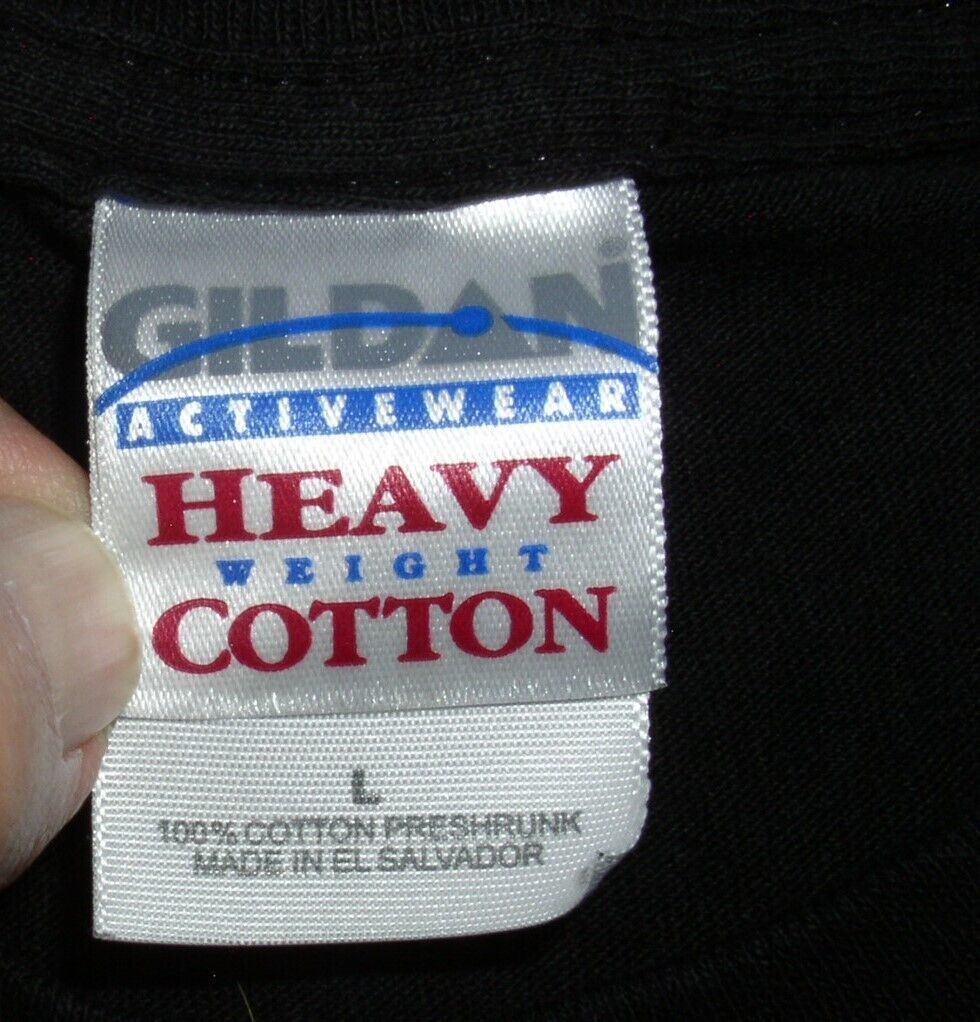 GILDAN
ACTIVEWEAR
HEAVY
WEIGHT
COTTON
L
100% COTTON PRESHRUNK
MADE IN EL SALVADOR